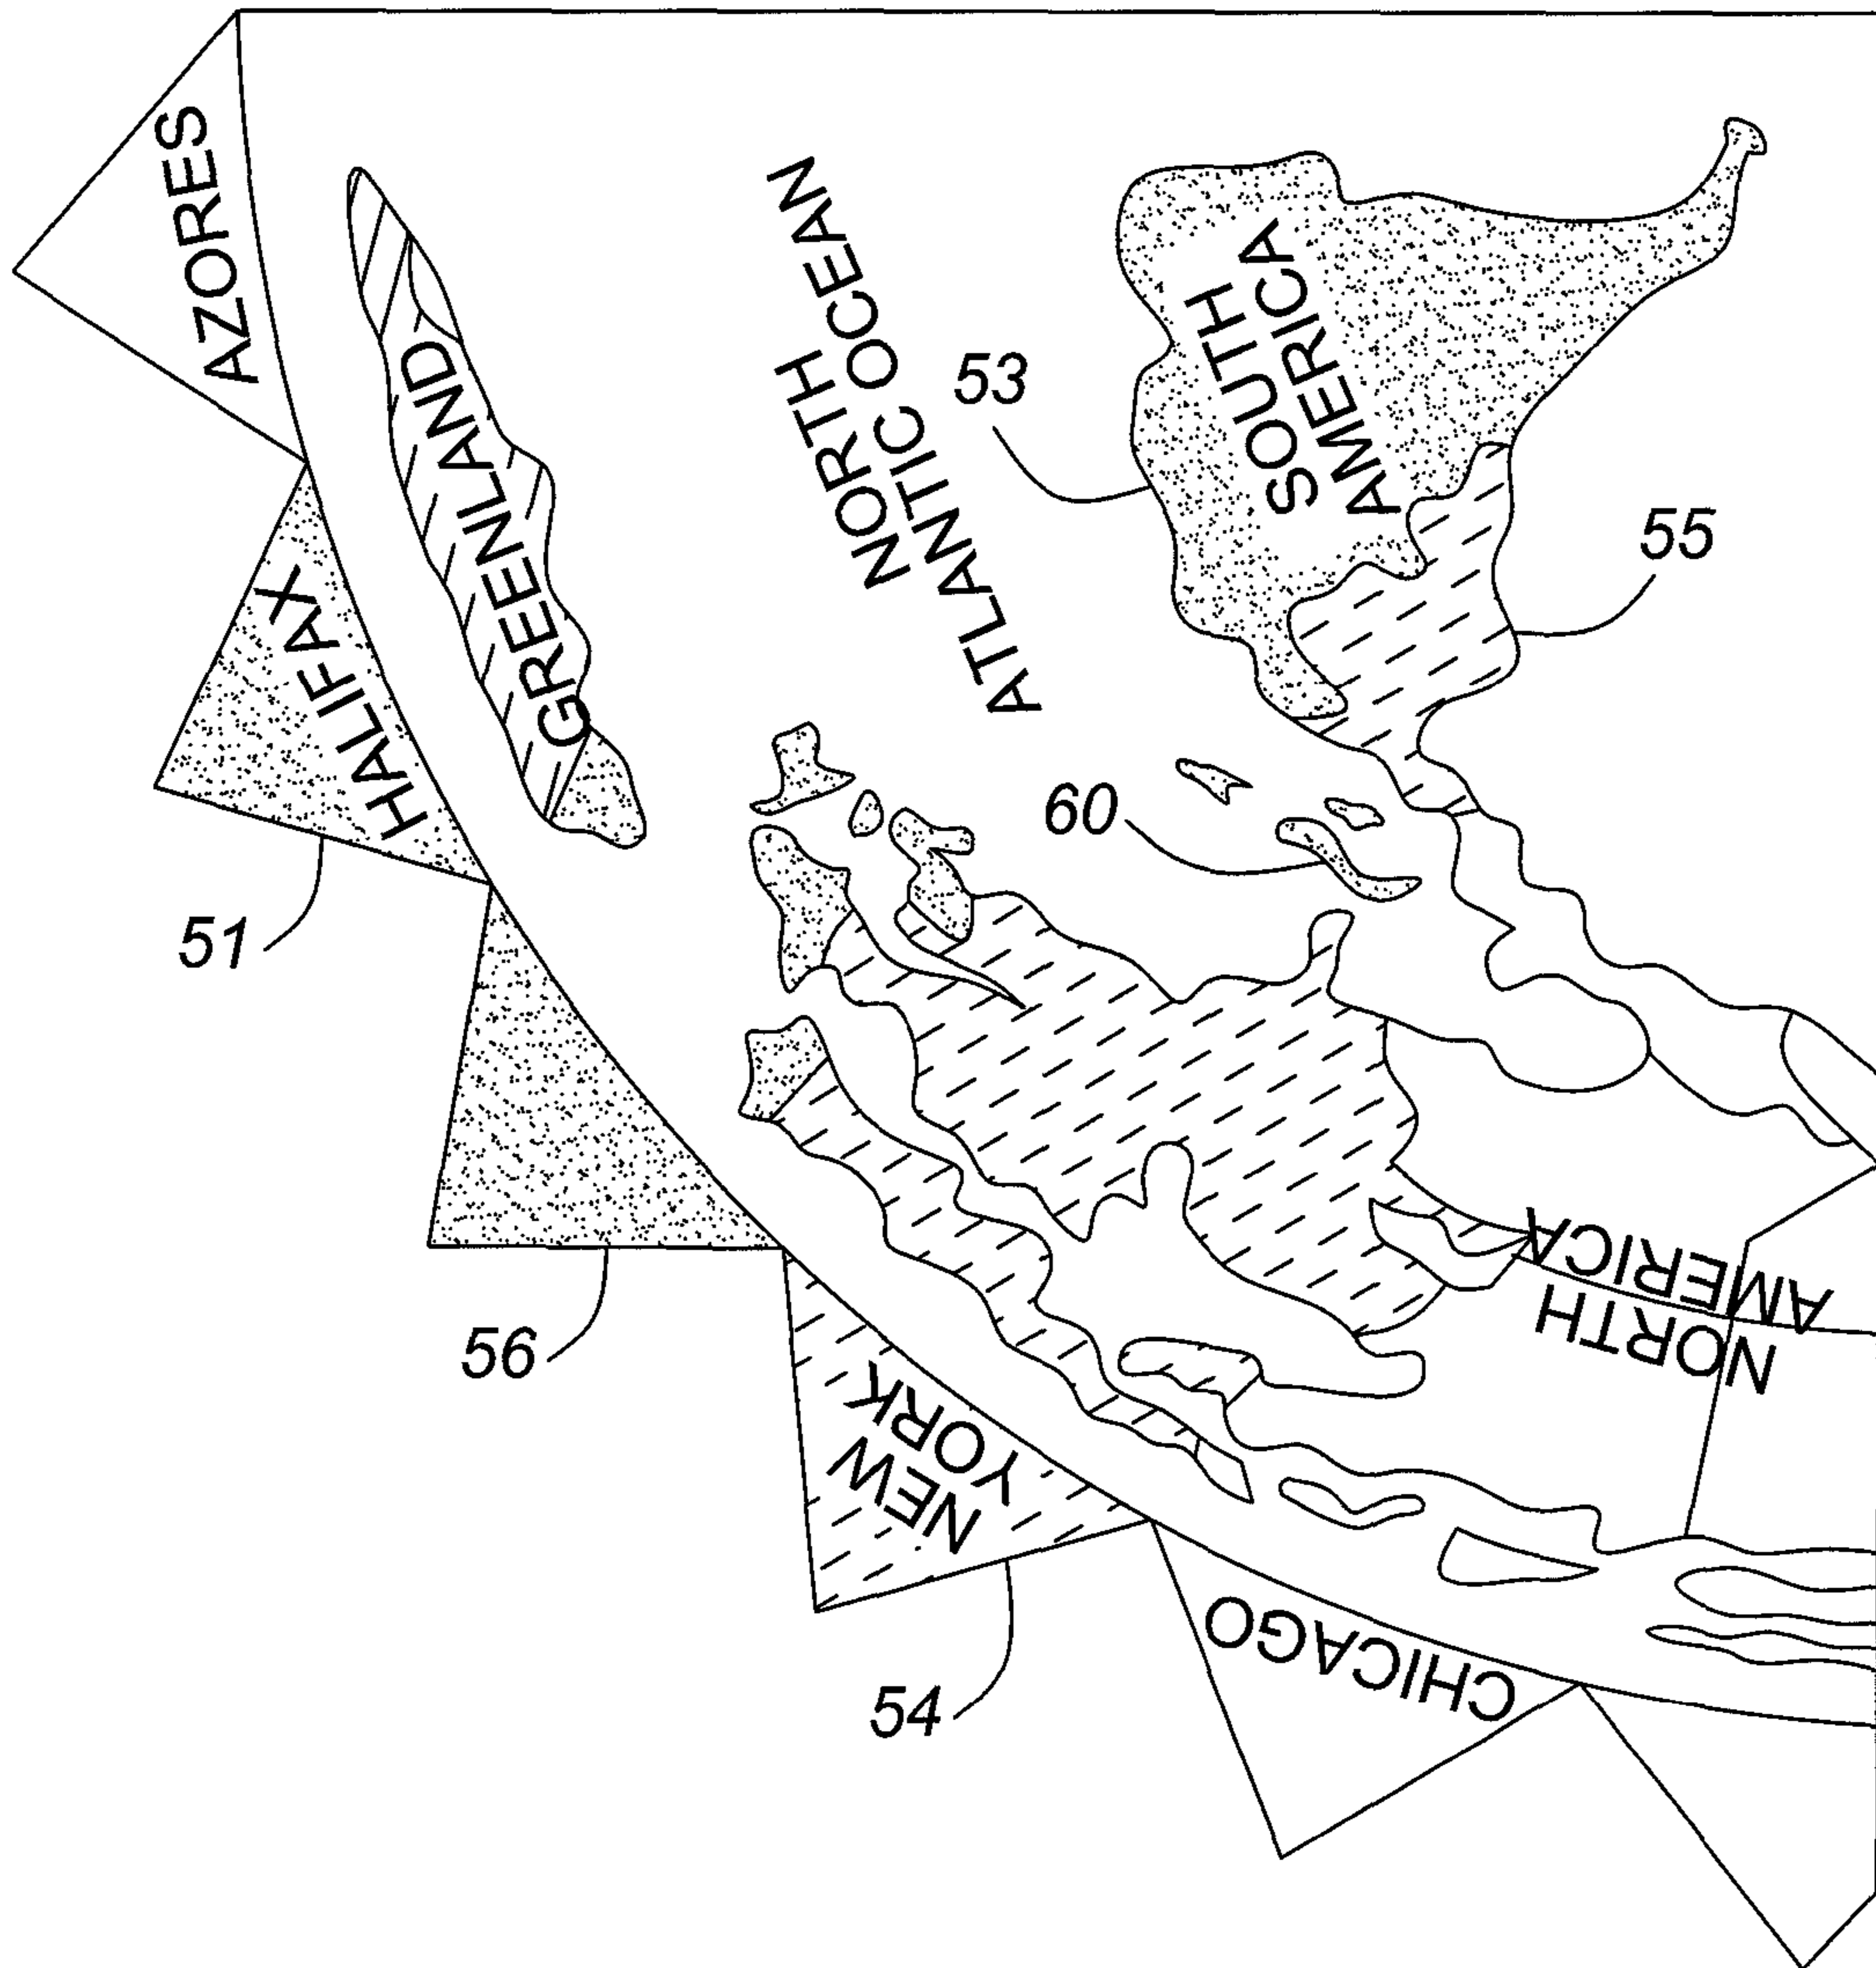 AZORES
HALIFAX
GREENLAND
NORTH
ATLANTIC OCEAN
SOUTH
AMERICA
53
55
60
51
56
NORTH
AMERICA
NEW
YORK
54
CHICAGO